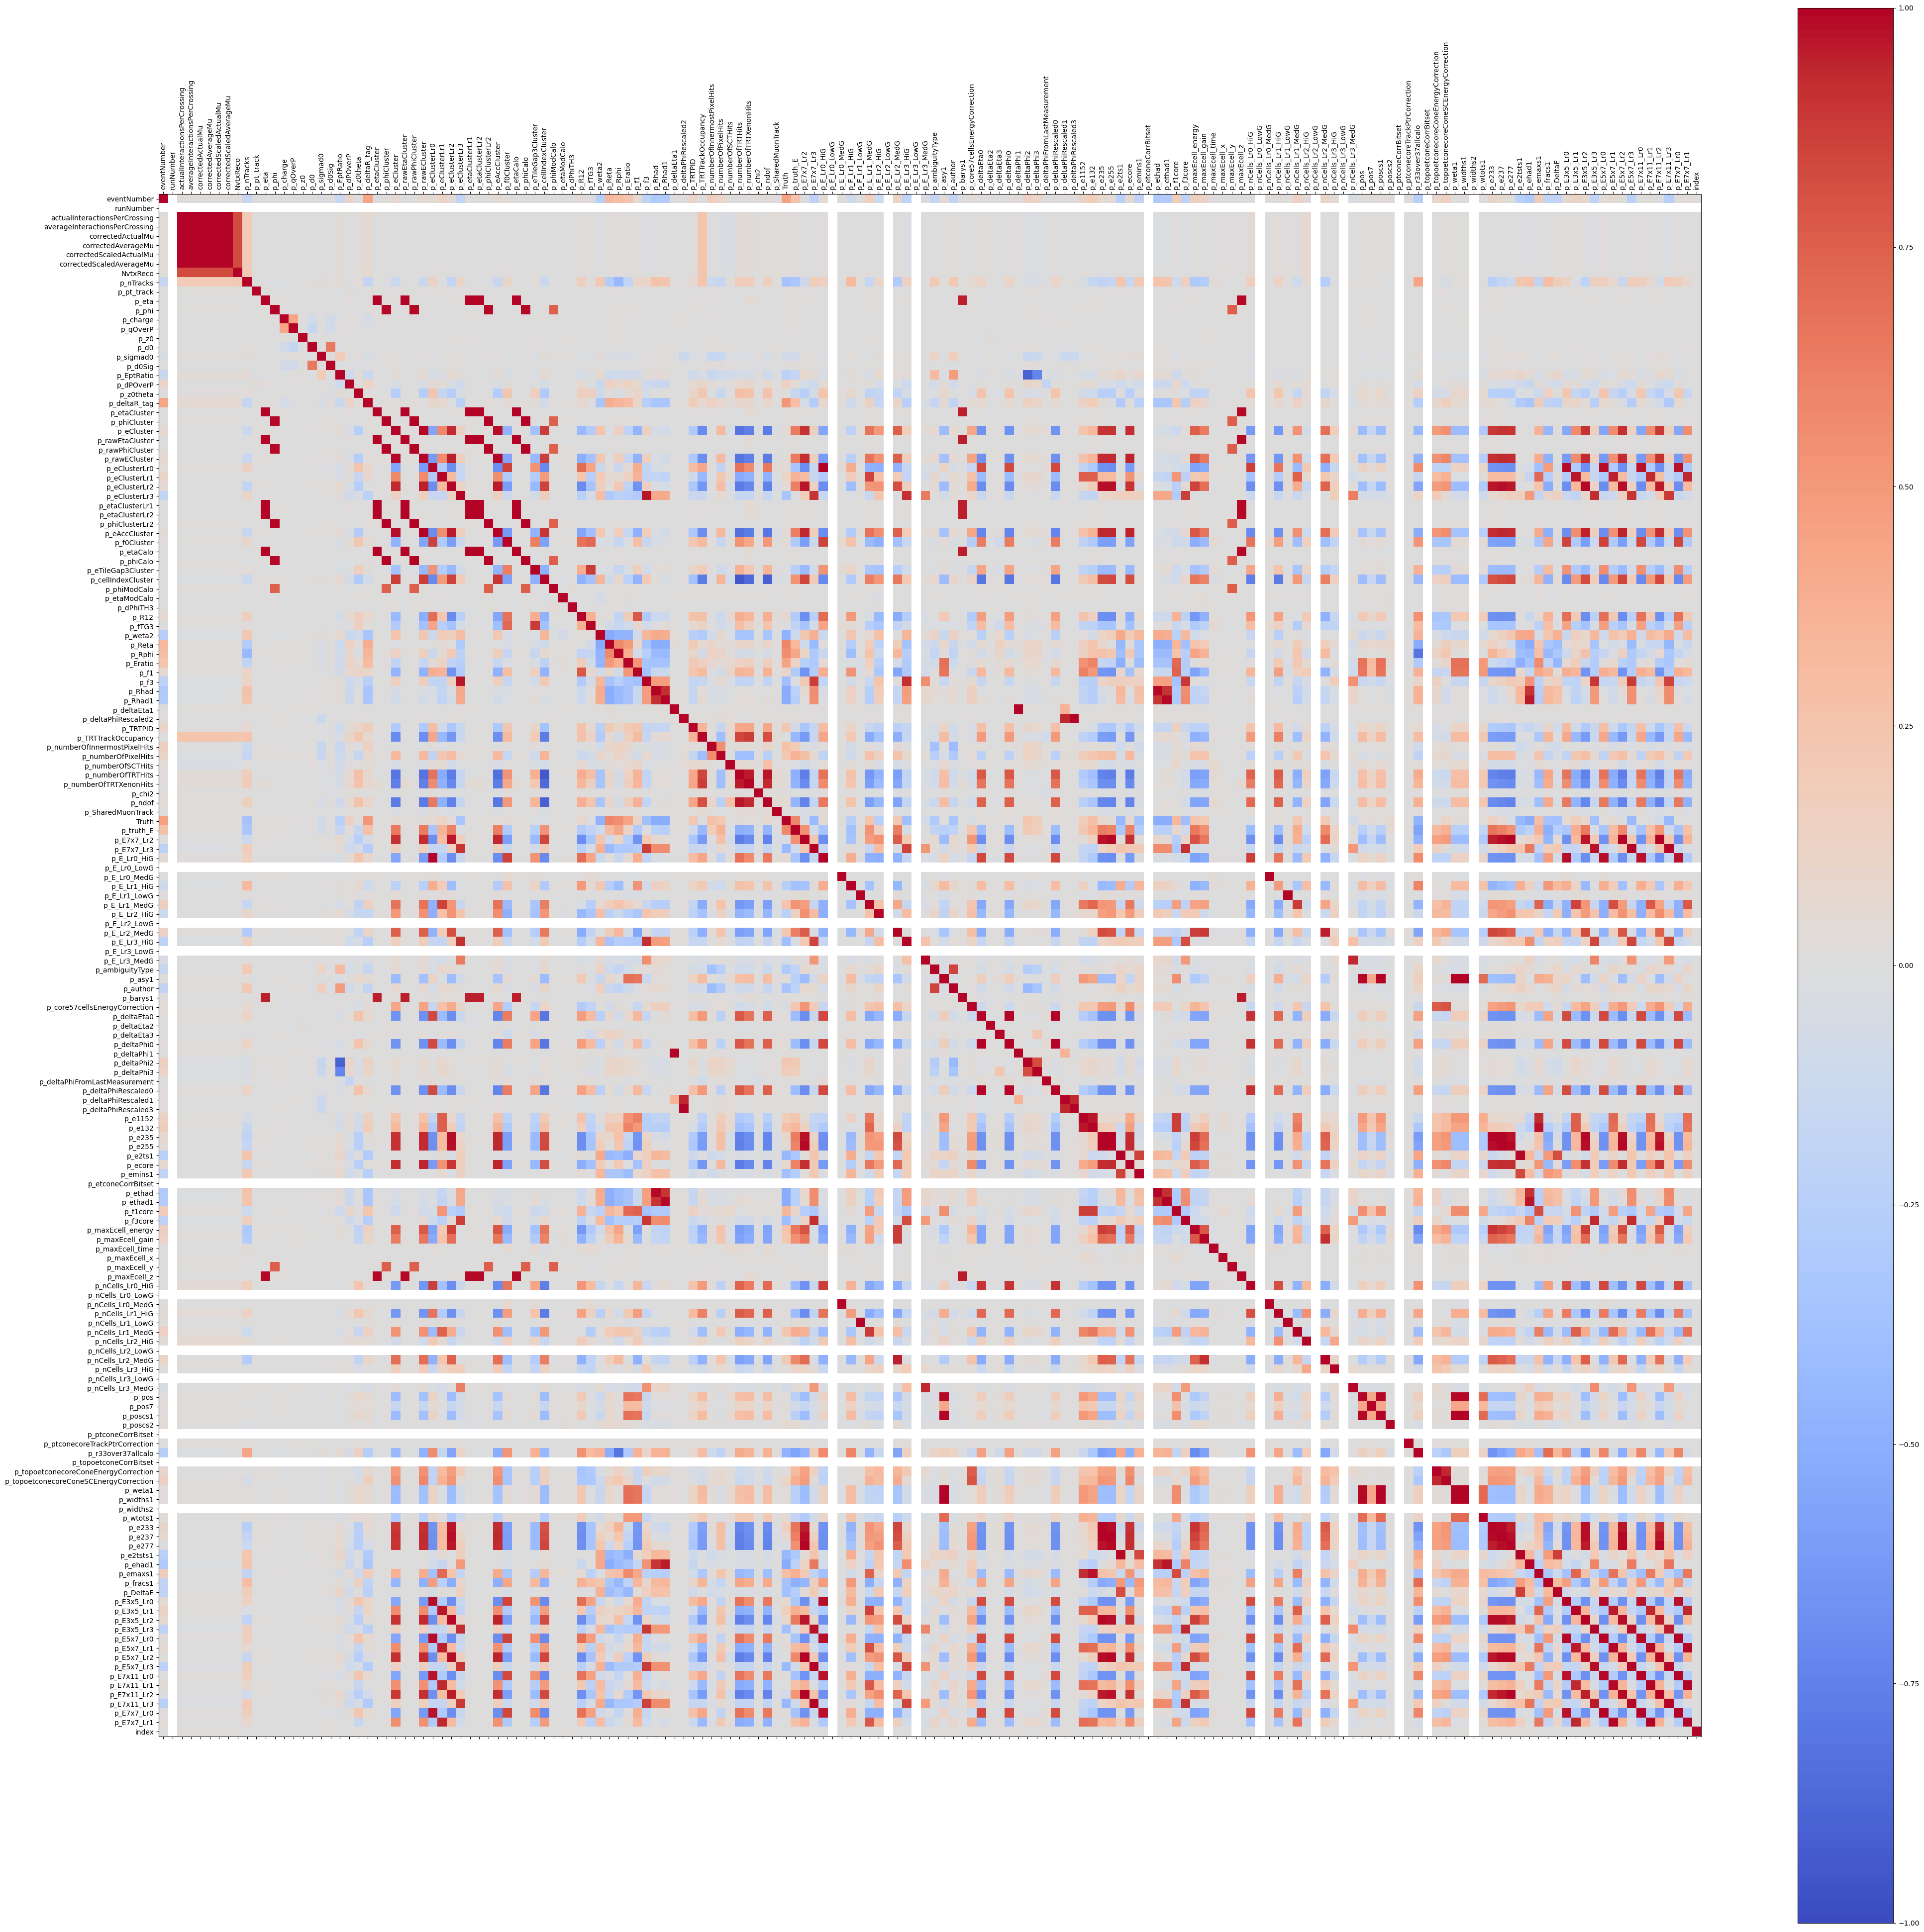 eventNumber
runNumber
actualInteractionsPerCrossing
averageInteractionsPerCrossing
correctedActualMu
correctedAverageMu
correctedScaledActualMu
correctedScaledAverageMu
NvtxReco
p_nTracks
p_pt_track
p_eta
p_phi
p_charge
p_qOverP
p_z0
p_d0
p_sigmad0
p_d0Sig
p_EptRatio
p_dPOverP
p_z0theta
p_deltaR_tag
p_etaCluster
p_phiCluster
p_eCluster
p_rawEtaCluster
p_rawPhiCluster
p_rawECluster
p_eClusterLr0
p_eClusterLr1
p_eClusterLr2
p_eClusterLr3
p_etaClusterLr1
p_etaClusterLr2
p_phiClusterLr2
p_eAccCluster
p_f0Cluster
p_etaCalo
p_phiCalo
p_eTileGap3Cluster
p_cellIndexCluster
p_phiModCalo
p_etaModCalo
p_dPhiTH3
p_R12
p_fTG3
p_weta2
p_Reta
p_Rphi
p_Eratio
p_f1
p_f3
p_Rhad
p_Rhad1
p_deltaEta1
p_deltaPhiRescaled2
p_TRTPID
p_TRTTrackOccupancy
p_numberOfInnermostPixelHits
p_numberOfPixelHits
p_numberOfSCTHits
p_numberOfTRTHits
p_numberOfTRTXenonHits
p_chi2
p_ndof
p_SharedMuonTrack
Truth
p_truth_E
p_E7x7_Lr2
p_E7x7_Lr3
p_E_Lr0_HiG
p_E_Lr0_LowG
p_E_Lr0_MedG
p_E_Lr1_HiG
p_E_Lr1_LowG
p_E_Lr1_MedG
p_E_Lr2_HiG
p_E_Lr2_LowG
p_E_Lr2_MedG
p_E_Lr3_HiG
p_E_Lr3_LowG
p_E_Lr3_MedG
p_ambiguityType
p_asy1
p_author
p_barys1
p_core57cellsEnergyCorrection
p_deltaEta0
p_deltaEta2
p_deltaEta3
p_deltaPhi0
p_deltaPhi1
p_deltaPhi2
p_deltaPhi3
p_deltaPhiFromLastMeasurement
p_deltaPhiRescaled0
p_deltaPhiRescaled1
p_deltaPhiRescaled3
p_e1152
p_e132
p_e235
p_e255
p_e2ts1
p_ecore
p_emins1
p_etconeCorrBitset
p_ethad
p_ethad1
p_f1core
p_f3core
p_maxEcell_energy
p_maxEcell_gain
p_maxEcell_time
p_maxEcell_x
p_maxEcell_y
p_maxEcell_z
p_nCells_Lr0_HiG
p_nCells_Lr0_LowG
p_nCells_Lr0_MedG
p_nCells_Lr1_HiG
p_nCells_Lr1_LowG
p_nCells_Lr1_MedG
p_nCells_Lr2_HiG
p_nCells_Lr2_LowG
p_nCells_Lr2_MedG
p_nCells_Lr3_HiG
p_nCells_Lr3_LowG
p_nCells_Lr3_MedG
p_pos
p_pos7
p_poscs1
p_poscs2
p_ptconeCorrBitset
p_ptconecoreTrackPtrCorrection
p_r33over37allcalo
p_topoetconeCorrBitset
p_topoetconecoreConeEnergyCorrection
p_topoetconecoreConeSCEnergyCorrection
p_weta1
p_widths1
p_widths2
p_wtots1
p_e233
p_e237
p_e277
p_e2tsts1
p_ehad1
p_emaxs1
p_fracs1
p_DeltaE
p_E3x5_Lr0
p_E3x5_Lr1
p_E3x5_Lr2
p_E3x5_Lr3
p_E5x7_Lr0
p_E5x7_Lr1
p_E5x7_Lr2
p_E5x7_Lr3
p_E7x11_Lr0
p_E7x11_Lr1
p_E7x11_Lr2
p_E7x11_Lr3
p_E7x7_Lr0
p_E7x7_Lr1
index
1.00
0.75
0.50
0.25
0.00
−0.25
−0.50
−0.75
−1.00